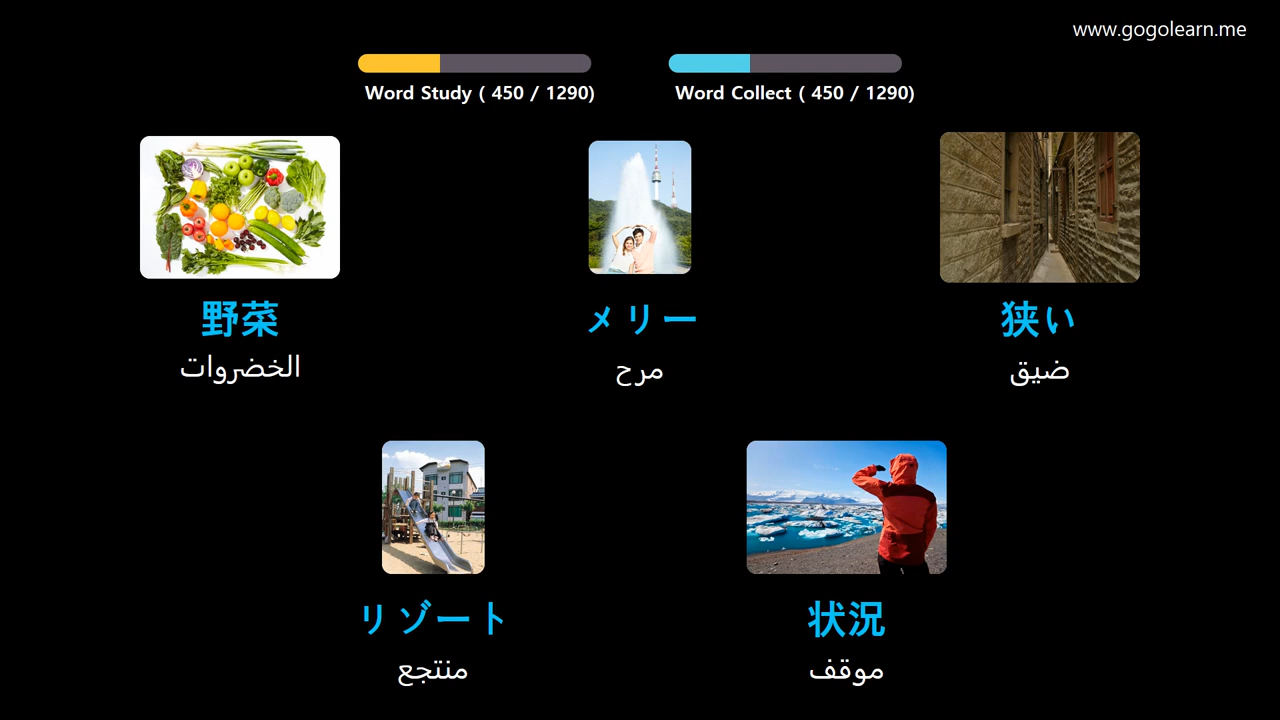 www.gogolearn.me
Word Study ( 450 / 1290)
Word Collect ( 450 / 1290)
野菜
الخضروات
メリー
مرح
狭い
ضيق
リゾート
منتجع
状況
موقف